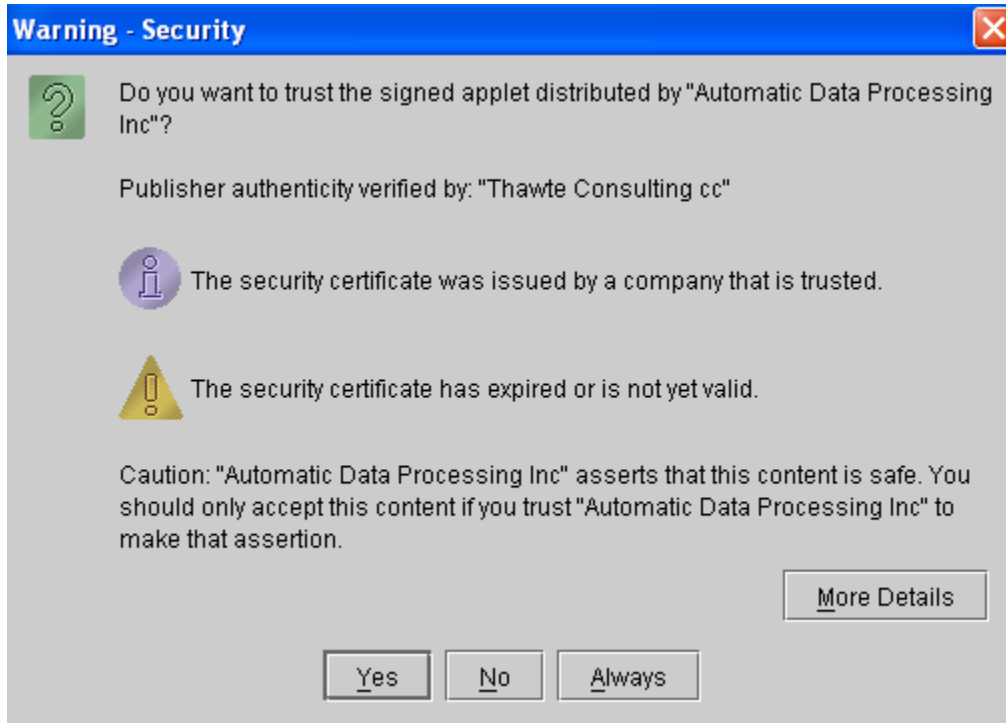 Warning - Security
Do you want to trust the signed applet distributed by "Automatic Data Processing
Inc"?
Publisher authenticity verified by: "Thawte Consulting cc"
The security certificate was issued by a company that is trusted.
The security certificate has expired or is not yet valid.
Caution: "Automatic Data Processing Inc" asserts that this content is safe. You
should only accept this content if you trust "Automatic Data Processing Inc" to
make that assertion.
More Details
Yes No Always